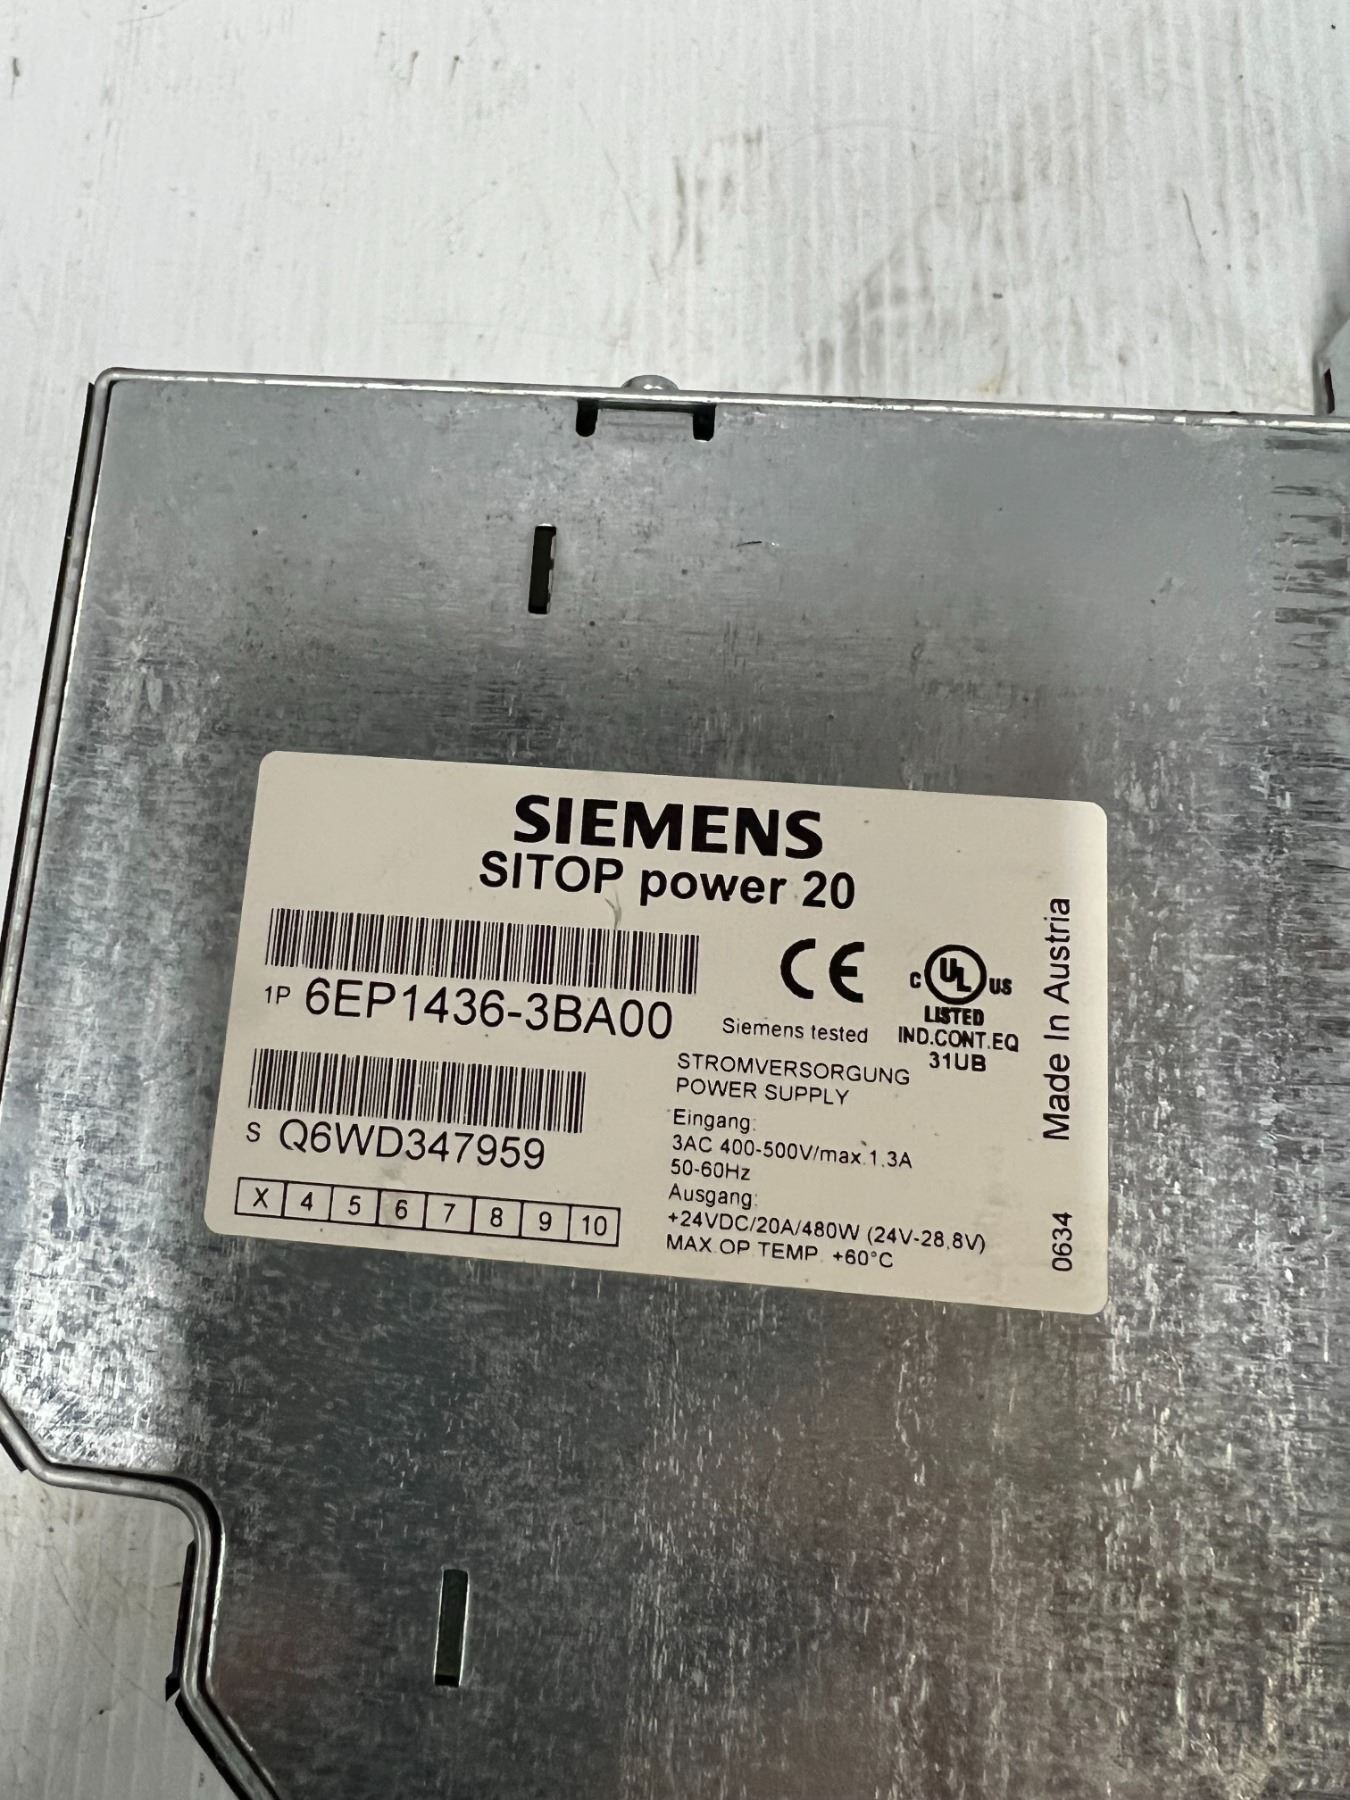 SIEMENS
SITOP power 20
1P 6EP1436-3BA00
S Q6WD347959
X 4 5 6 7 8 9 10
CE
Siemens tested
C UL US
LISTED
IND.CONT.EQ
31UB
STROMVERSORGUNG
POWER SUPPLY
Eingang:
3AC 400-500V/max.1.3A
50-60Hz
Ausgang:
+24VDC/20A/480W (24V-28,8V)
MAX.OP.TEMP. +60°C
Made In Austria
0634